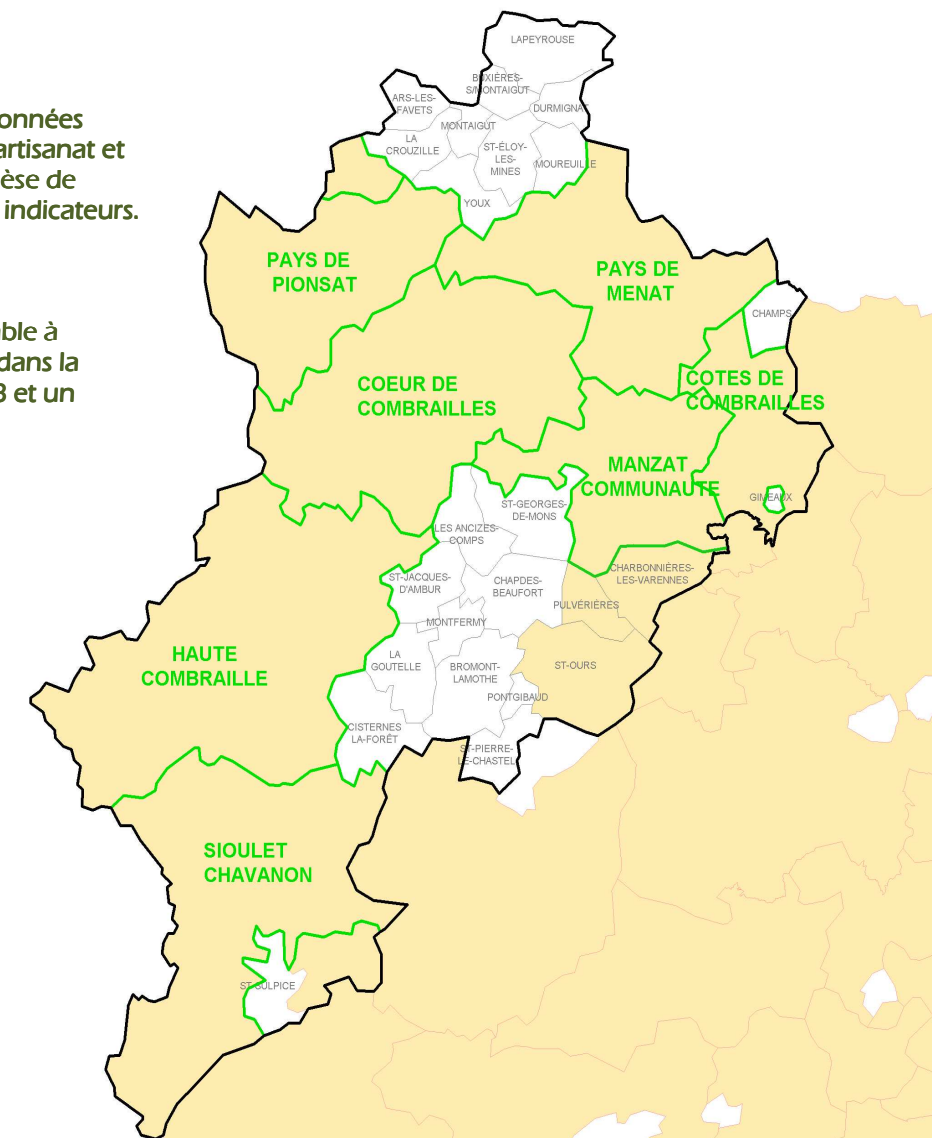 onnées
artisanat et
èse de
indicateurs.
ble à
dans la
3 et un
LAPEYROUSE
BUXIÈRES-
S/MONTAIGUT
ARS-LES-
FAVETS
DURMIGNAT
MONTAIGUT
LA
CROUZILLE
ST-ÉLOY-
LES-
MINES
MOUREUILLE
YOUX
PAYS DE
PIONSAT
PAYS DE
MENAT
CHAMPS
COEUR DE
COMBRAILLES
COTES DE
COMBRAILLES
MANZAT
COMMUNAUTE
GIMEAUX
ST-GEORGES-
DE-MONS
LES ANCIZES-
COMPS
CHARBONNIÈRES-
LES-VARENNES
ST-JACQUES-
D'AMBUR
CHAPDES-
BEAUFORT
PULVÉRIÈRES
MONTFERMY
HAUTE
COMBRAILLE
LA
GOUTELLE
BROMONT-
LAMOTHE
ST-OURS
PONTGIBAUD
CISTERNES
LA-FORÊT
ST-PIERRE-
LE-CHASTEL
SIOULET
CHAVANON
ST-SULPICE